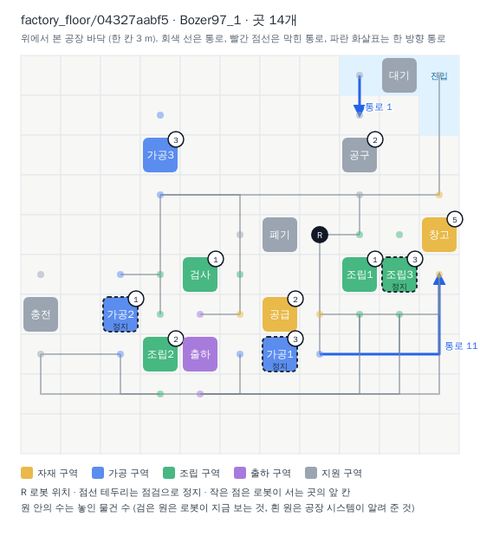 factory_floor/04327aabf5 · Bozer97_1 · 곳 14개
위에서 본 공장 바닥 (한 칸 3 m). 회색 선은 통로, 빨간 점선은 막힌 통로, 파란 화살표는 한 방향 통로
대기
통로 1
3
가공3
2
공구
5
창고
R
폐기
1
검사
1
조립1
3
조립3
정지
충전
1
가공2
정지
2
공급
2
조립2
출하
3
가공1
정지
통로 11
자재 구역
가공 구역
조립 구역
출하 구역
지원 구역
R 로봇 위치 · 점선 테두리는 점검으로 정지 · 작은 점은 로봇이 서는 곳의 앞 칸
원 안의 수는 놓인 물건 수 (검은 원은 로봇이 지금 보는 것, 흰 원은 공장 시스템이 알려 준 것)